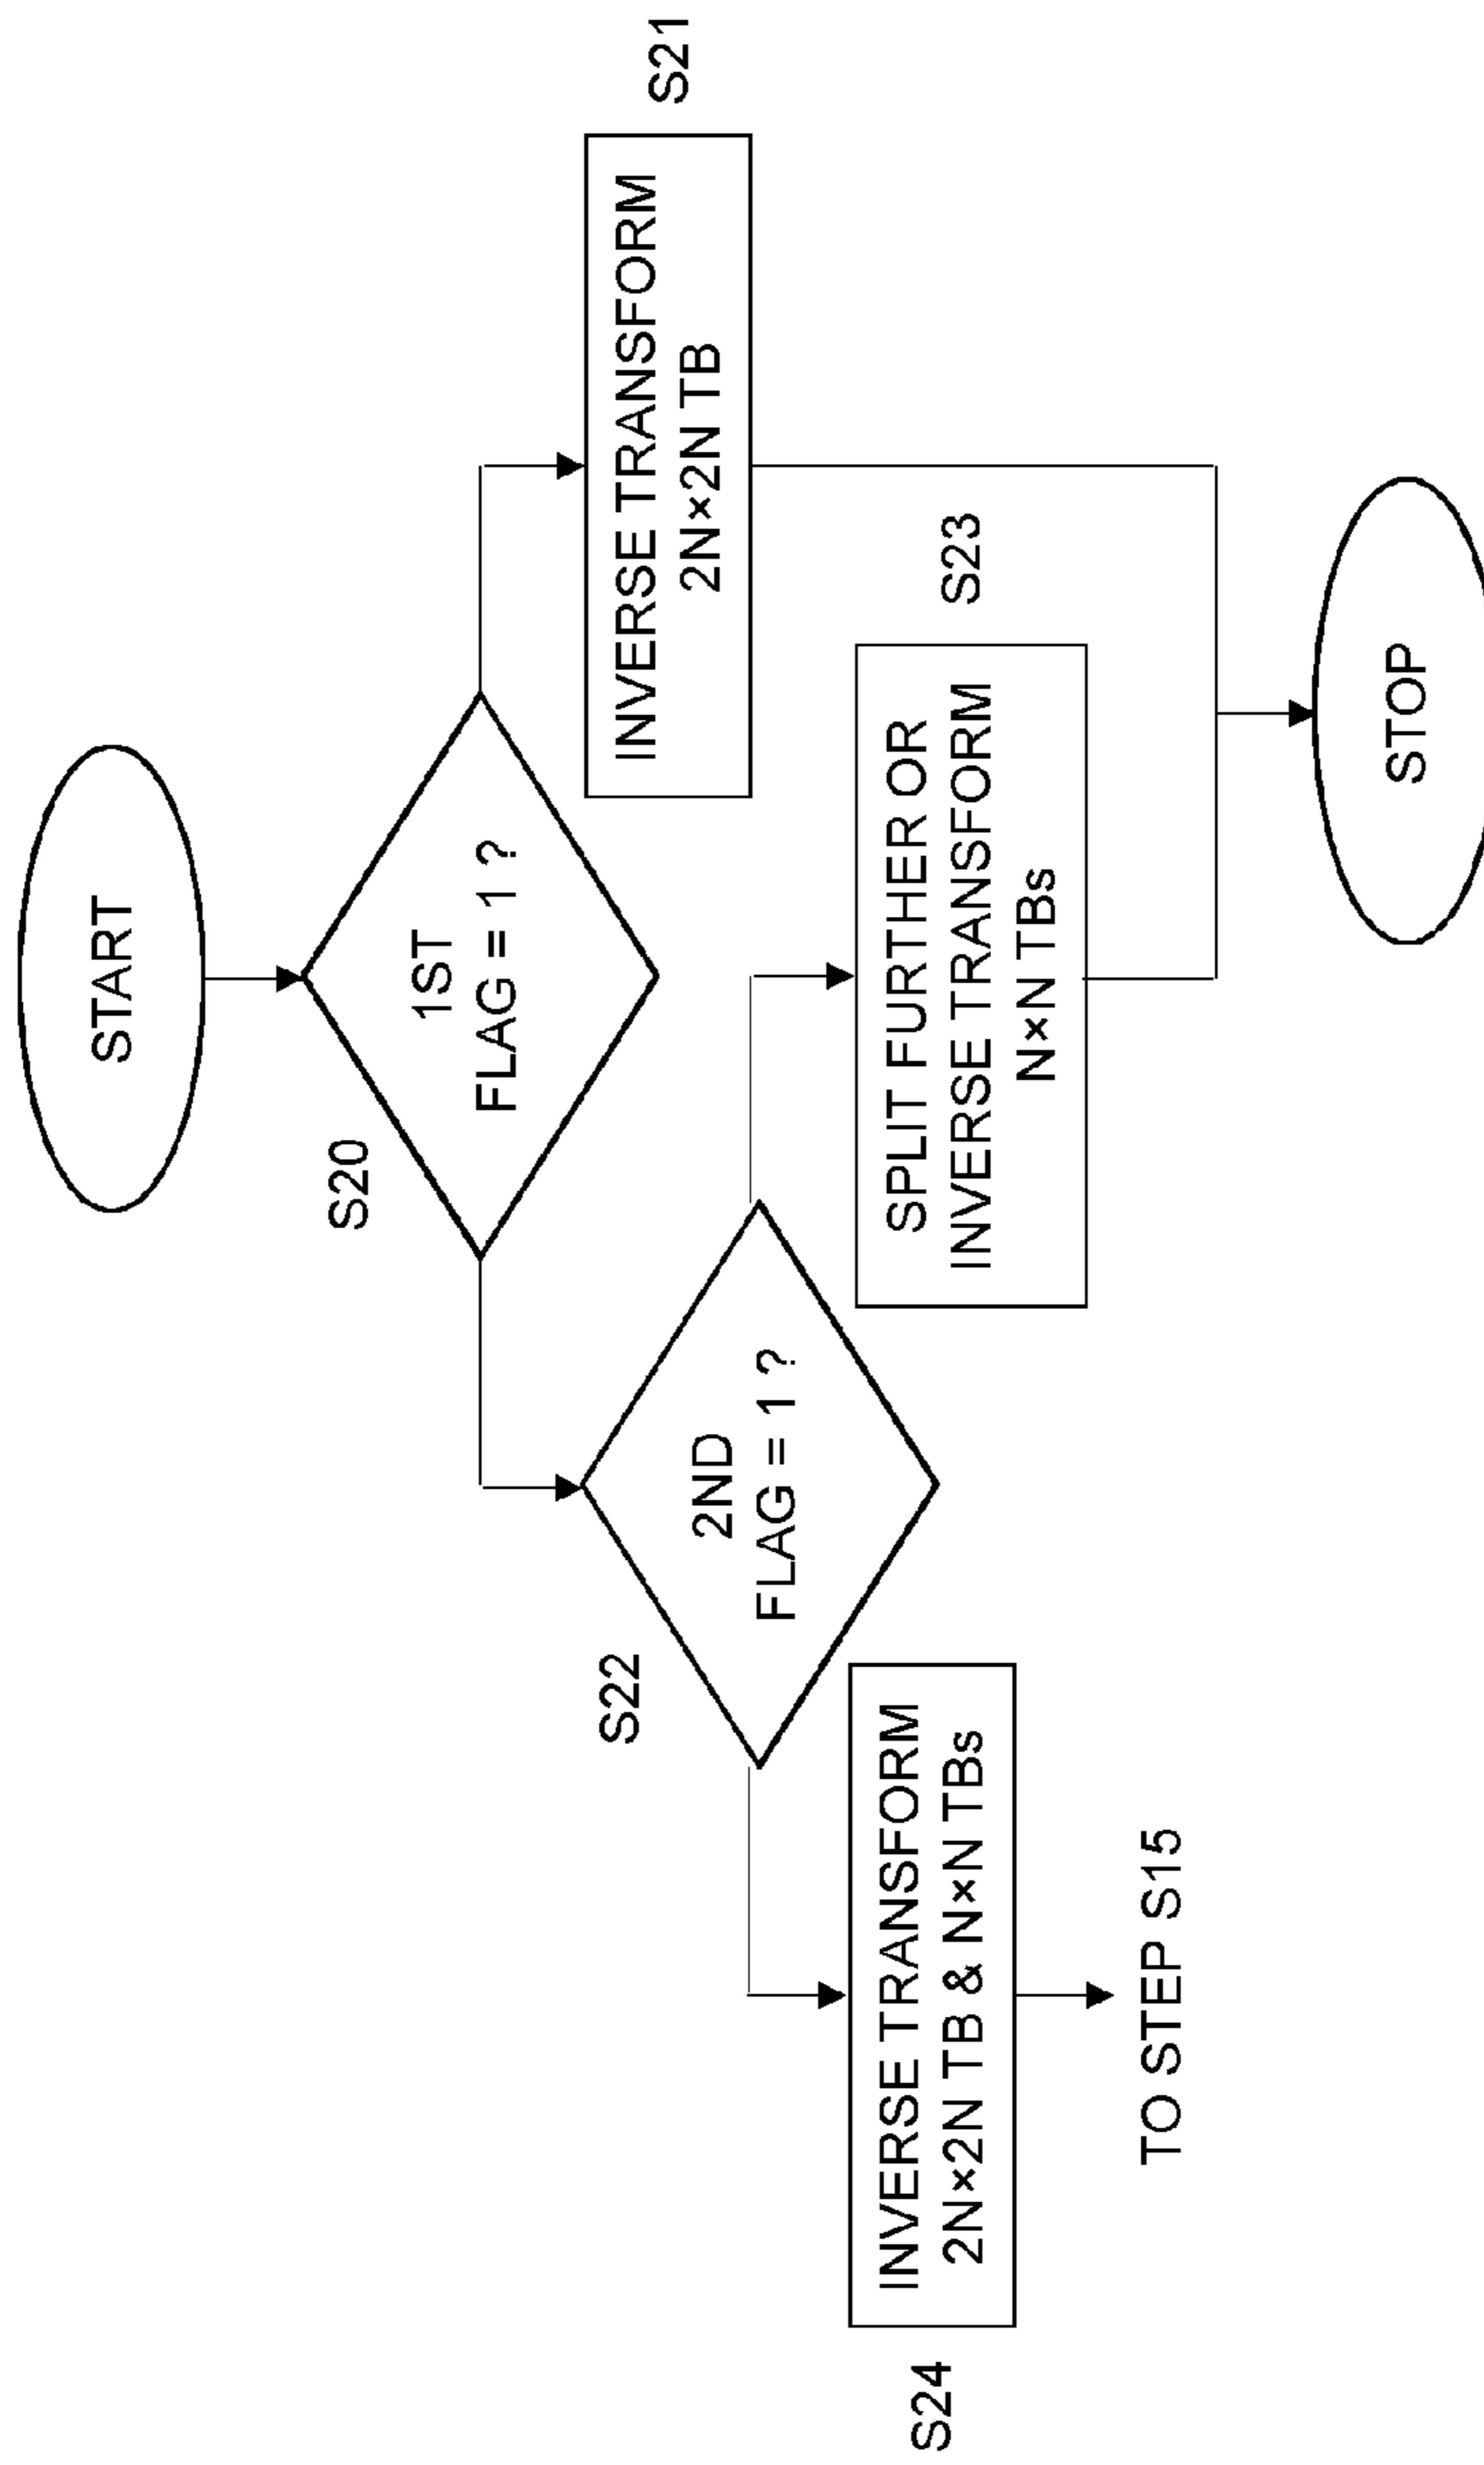 START
S20
1ST
FLAG = 1 ?
INVERSE TRANSFORM
2N×2N TB
S21
S22
2ND
FLAG = 1 ?
SPLIT FURTHER OR
INVERSE TRANSFORM
N×N TBs
S23
S24
INVERSE TRANSFORM
2N×2N TB & N×N TBs
TO STEP S15
STOP